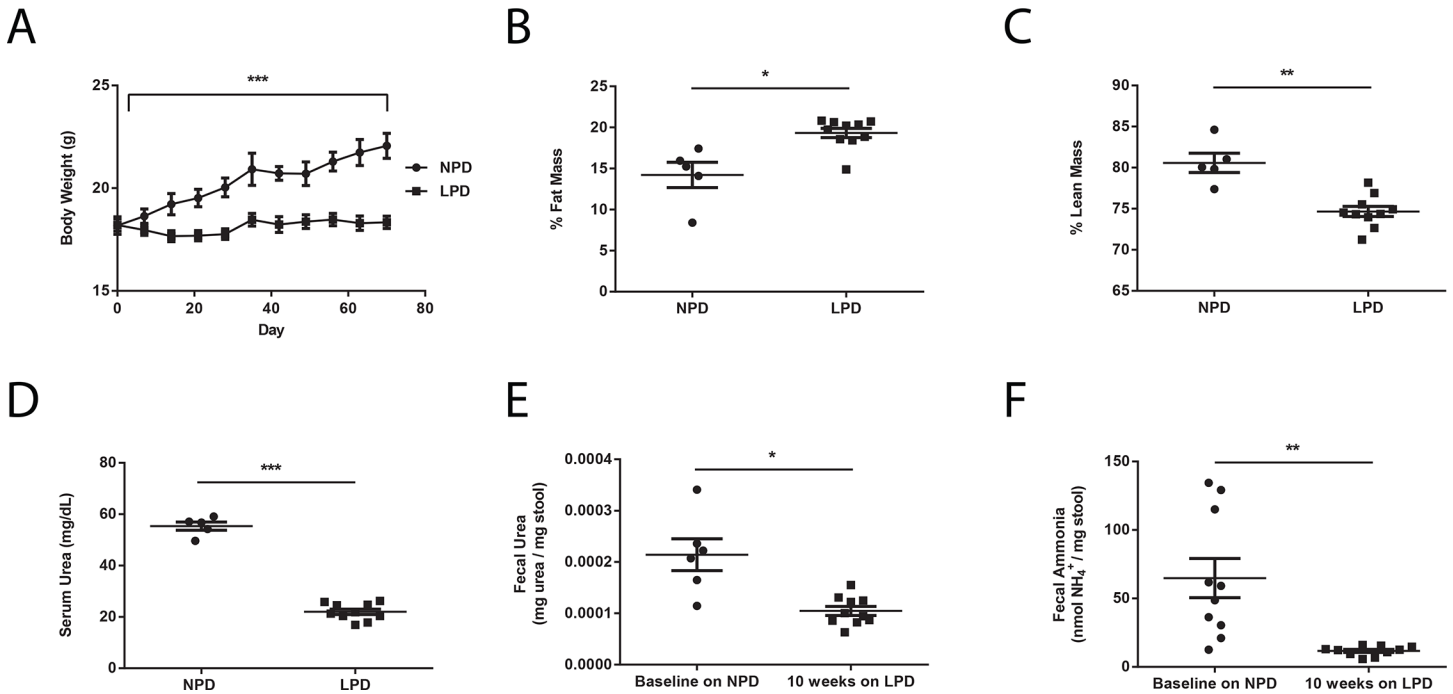 A
***
25
20
15
Body Weight (g)
0 20 40 60 80
Day
NPD
LPD
B
*
25
20
15
10
5
0
% Fat Mass
NPD LPD
C
**
90
85
80
75
70
65
% Lean Mass
NPD LPD
D
***
80
60
40
20
0
Serum Urea (mg/dL)
NPD LPD
E
*
0.0004
0.0003
0.0002
0.0001
0.0000
Fecal Urea
(mg urea / mg stool)
Baseline on NPD 10 weeks on LPD
F
**
150
100
50
0
Fecal Ammonia
(nmol NH₄⁺ / mg stool)
Baseline on NPD 10 weeks on LPD